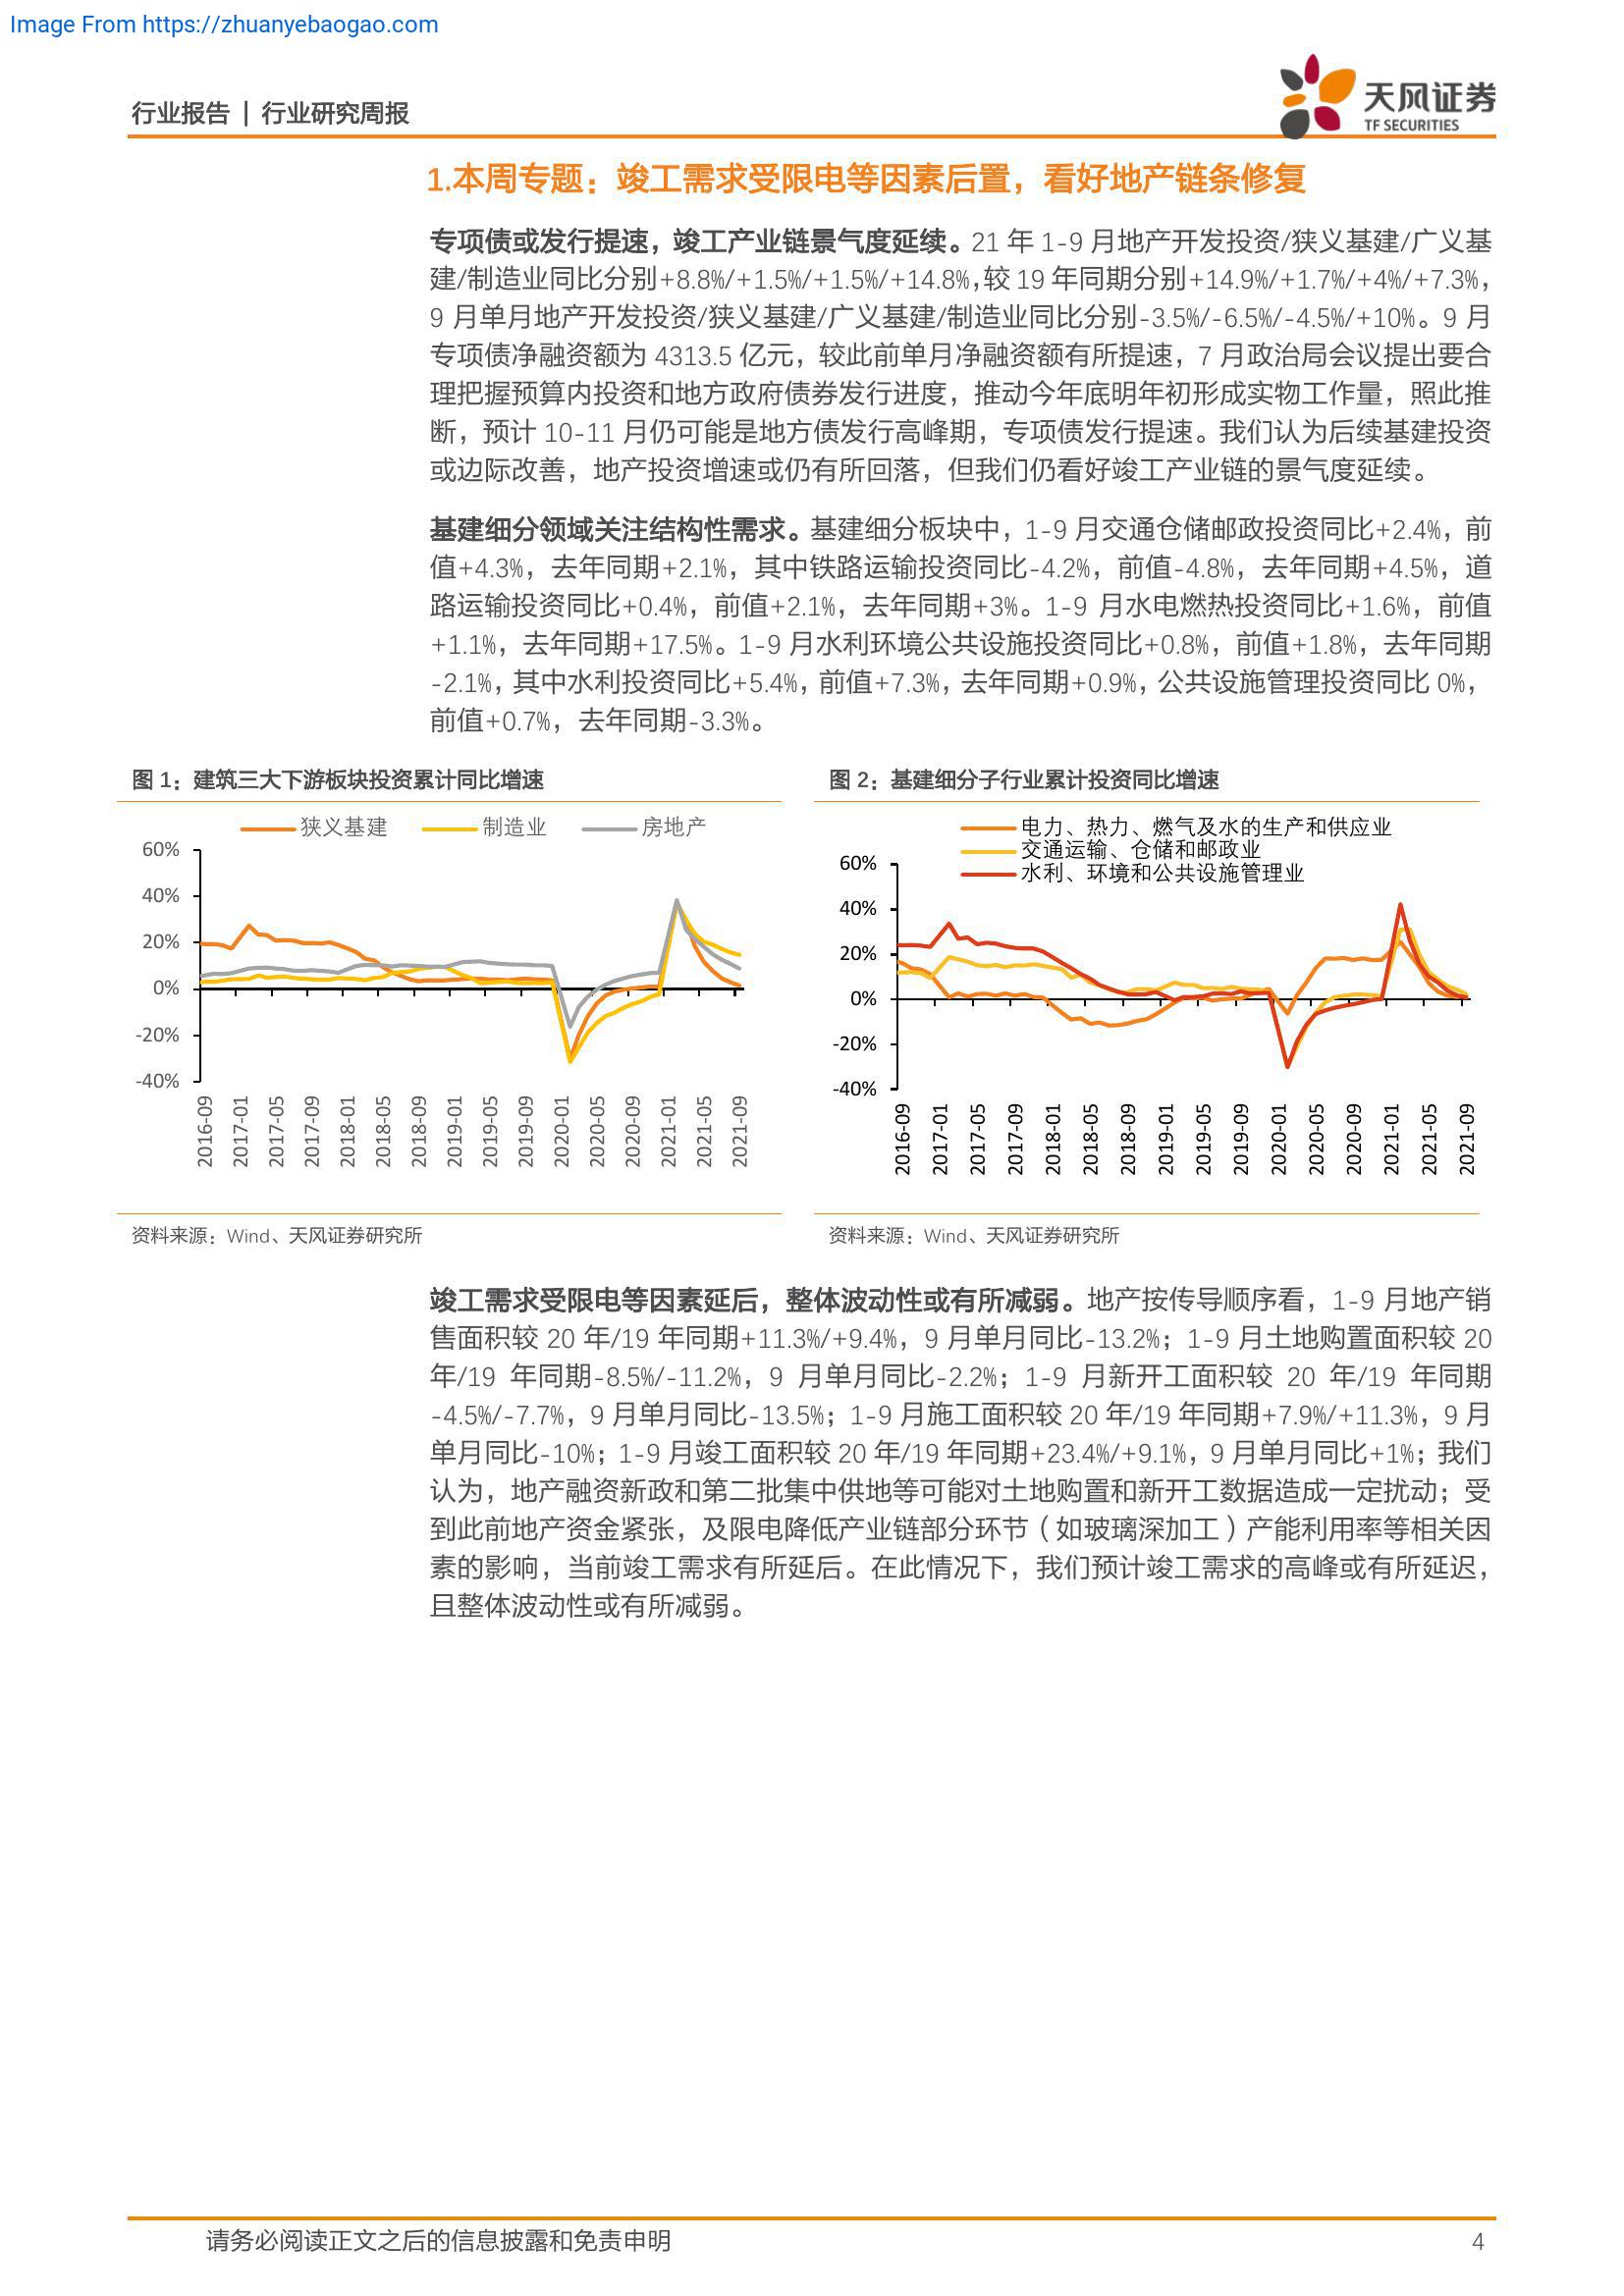 Image From https://zhuanyebaogao.com
行业报告 | 行业研究周报
天风证券
TF SECURITIES
1.本周专题：竣工需求受限电等因素后置，看好地产链条修复
专项债或发行提速，竣工产业链景气度延续。21 年 1-9 月地产开发投资/狭义基建/广义基
建/制造业同比分别+8.8%/+1.5%/+1.5%/+14.8%，较 19 年同期分别+14.9%/+1.7%/+4%/+7.3%，
9 月单月地产开发投资/狭义基建/广义基建/制造业同比分别-3.5%/-6.5%/-4.5%/+10%。9 月
专项债净融资额为 4313.5 亿元，较此前单月净融资额有所提速，7 月政治局会议提出要合
理把握预算内投资和地方政府债券发行进度，推动今年底明年初形成实物工作量，照此推
断，预计 10-11 月仍可能是地方债发行高峰期，专项债发行提速。我们认为后续基建投资
或边际改善，地产投资增速或仍有所回落，但我们仍看好竣工产业链的景气度延续。
基建细分领域关注结构性需求。基建细分板块中，1-9 月交通仓储邮政投资同比+2.4%，前
值+4.3%，去年同期+2.1%，其中铁路运输投资同比-4.2%，前值-4.8%，去年同期+4.5%，道
路运输投资同比+0.4%，前值+2.1%，去年同期+3%。1-9 月水电燃热投资同比+1.6%，前值
+1.1%，去年同期+17.5%。1-9 月水利环境公共设施投资同比+0.8%，前值+1.8%，去年同期
-2.1%，其中水利投资同比+5.4%，前值+7.3%，去年同期+0.9%，公共设施管理投资同比 0%，
前值+0.7%，去年同期-3.3%。
图 1：建筑三大下游板块投资累计同比增速
狭义基建 制造业 房地产
60%
40%
20%
0%
-20%
-40%
2016-09 2017-01 2017-05 2017-09 2018-01 2018-05 2018-09 2019-01 2019-05 2019-09 2020-01 2020-05 2020-09 2021-01 2021-05 2021-09
资料来源：Wind、天风证券研究所
图 2：基建细分子行业累计投资同比增速
电力、热力、燃气及水的生产和供应业
交通运输、仓储和邮政业
水利、环境和公共设施管理业
60%
40%
20%
0%
-20%
-40%
2016-09 2017-01 2017-05 2017-09 2018-01 2018-05 2018-09 2019-01 2019-05 2019-09 2020-01 2020-05 2020-09 2021-01 2021-05 2021-09
资料来源：Wind、天风证券研究所
竣工需求受限电等因素延后，整体波动性或有所减弱。地产按传导顺序看，1-9 月地产销
售面积较 20 年/19 年同期+11.3%/+9.4%，9 月单月同比-13.2%；1-9 月土地购置面积较 20
年/19 年同期-8.5%/-11.2%，9 月单月同比-2.2%；1-9 月新开工面积较 20 年/19 年同期
-4.5%/-7.7%，9 月单月同比-13.5%；1-9 月施工面积较 20 年/19 年同期+7.9%/+11.3%，9 月
单月同比-10%；1-9 月竣工面积较 20 年/19 年同期+23.4%/+9.1%，9 月单月同比+1%；我们
认为，地产融资新政和第二批集中供地等可能对土地购置和新开工数据造成一定扰动；受
到此前地产资金紧张，及限电降低产业链部分环节（如玻璃深加工）产能利用率等相关因
素的影响，当前竣工需求有所延后。在此情况下，我们预计竣工需求的高峰或有所延迟，
且整体波动性或有所减弱。
请务必阅读正文之后的信息披露和免责申明
4